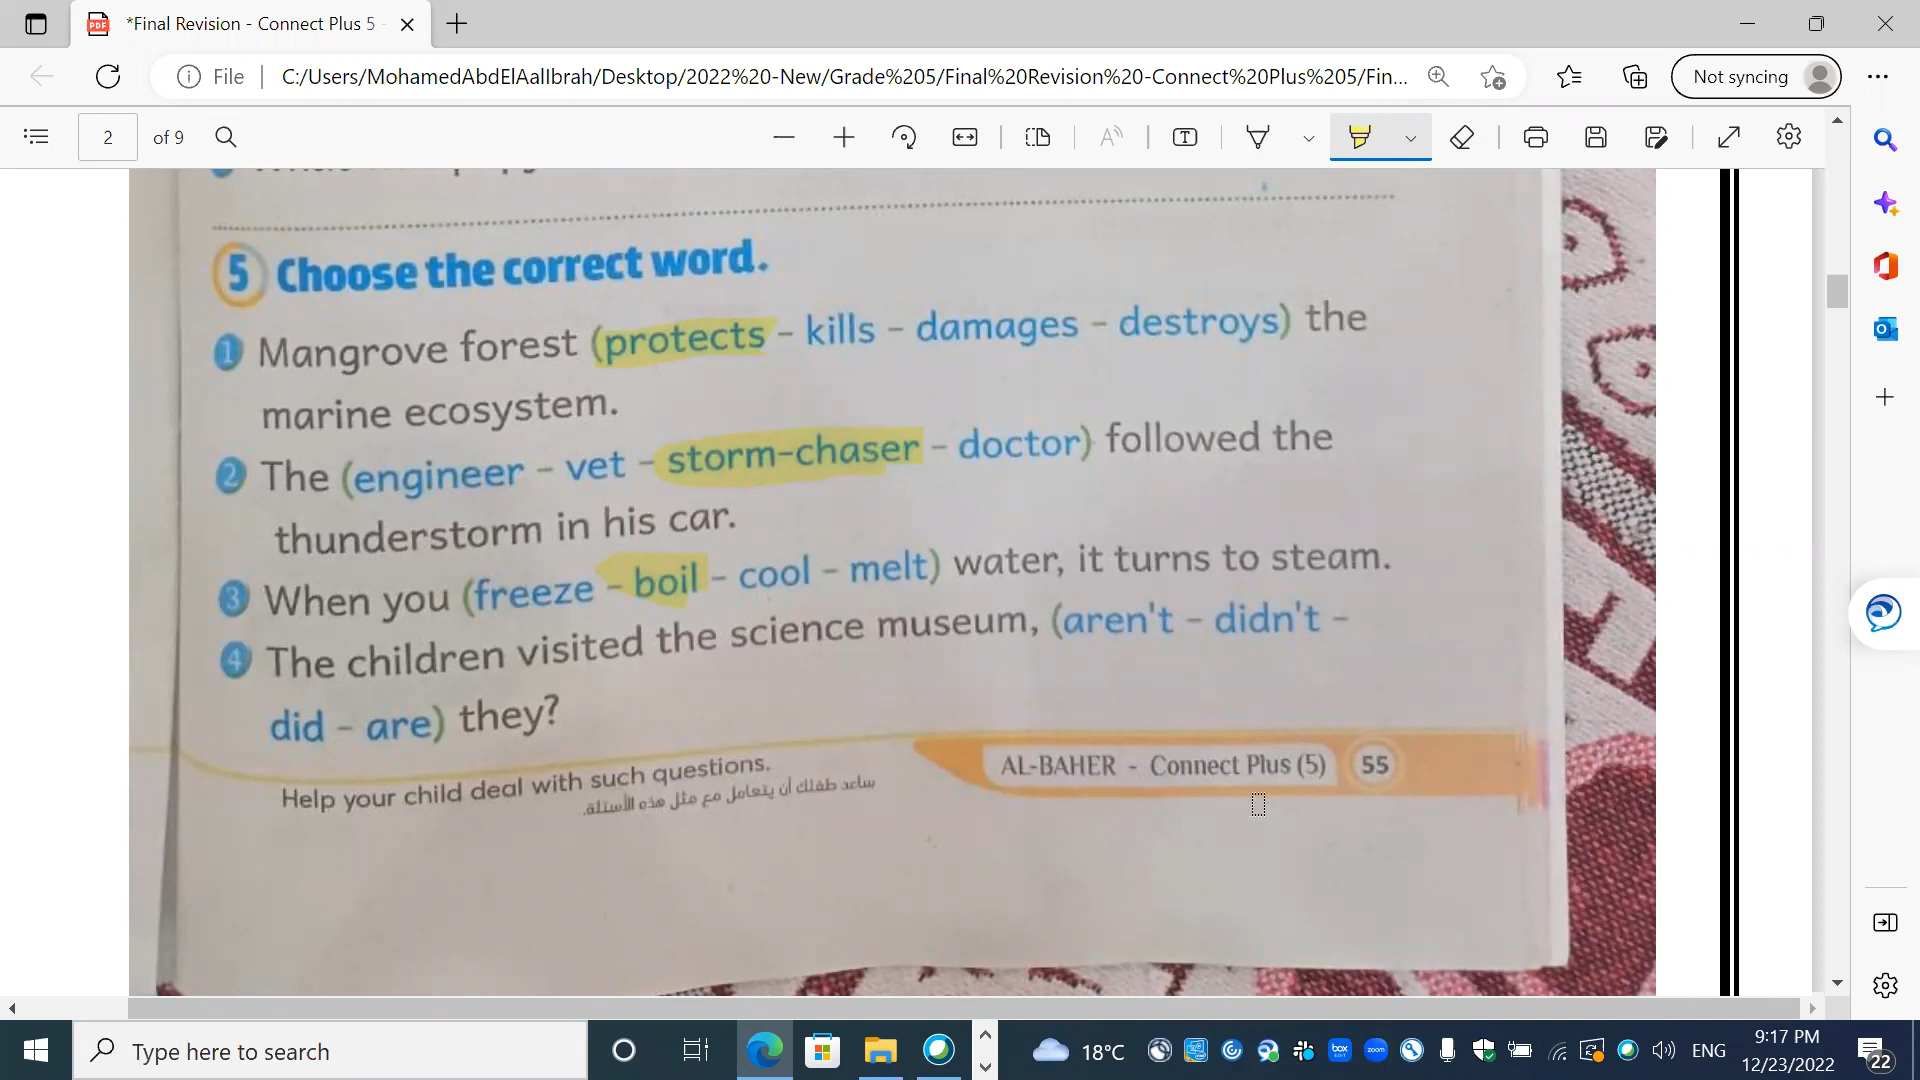 *Final Revision - Connect Plus 5 -
File
C:/Users/MohamedAbdElAalIbrah/Desktop/2022%20-New/Grade%205/Final%20Revision%20-Connect%20Plus%205/Fin...
Not syncing
2 of 9
5 Choose the correct word.
1 Mangrove forest (protects - kills - damages - destroys) the
marine ecosystem.
2 The (engineer - vet - storm-chaser - doctor) followed the
thunderstorm in his car.
3 When you (freeze - boil - cool - melt) water, it turns to steam.
4 The children visited the science museum, (aren't - didn't -
did - are) they?
Help your child deal with such questions.
ساعد طفلك أن يتعامل مع مثل هذه الأسئلة.
AL-BAHER - Connect Plus (5) 55
Type here to search
18°C
box
EDIT
zoom
ENG
9:17 PM
12/23/2022
22